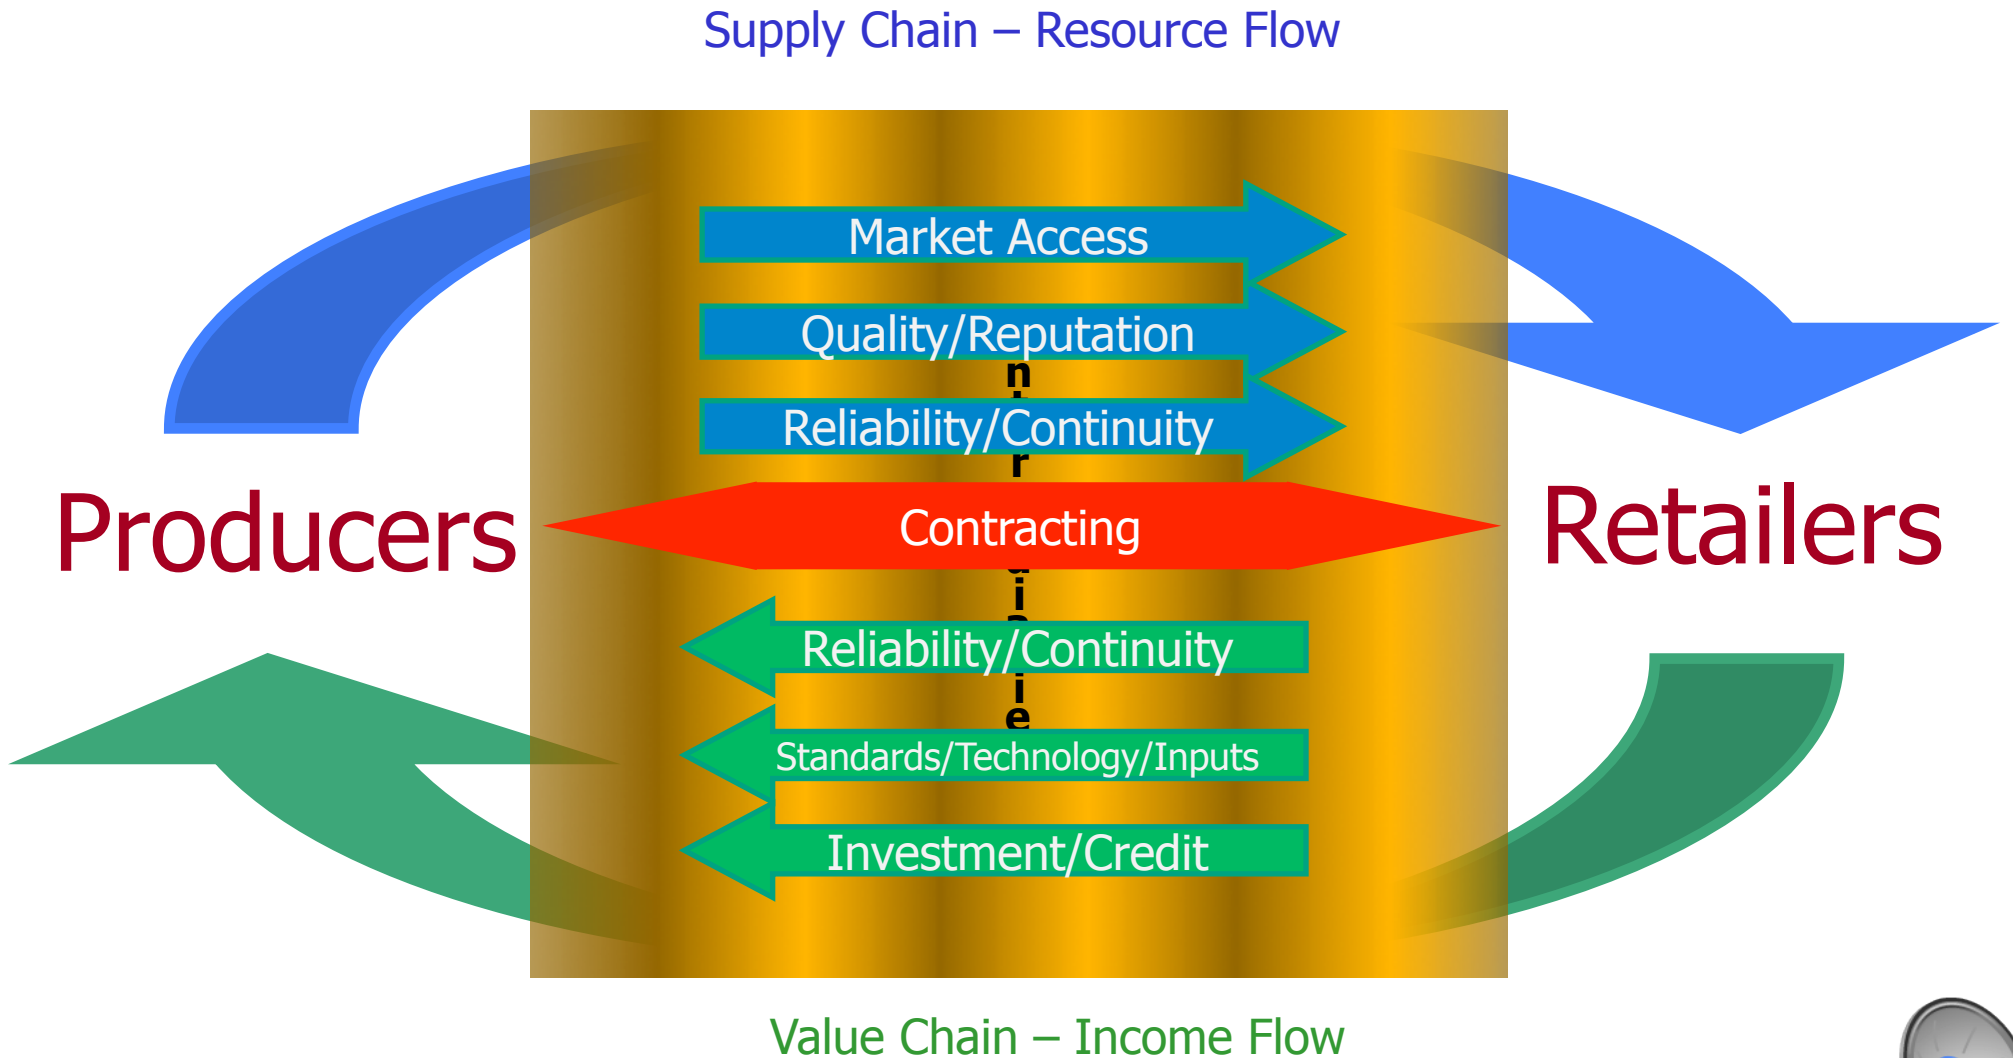 Supply Chain – Resource Flow
Market Access
Quality/Reputation
Reliability/Continuity
Producers
Contracting
Retailers
Reliability/Continuity
Standards/Technology/Inputs
Investment/Credit
Value Chain – Income Flow